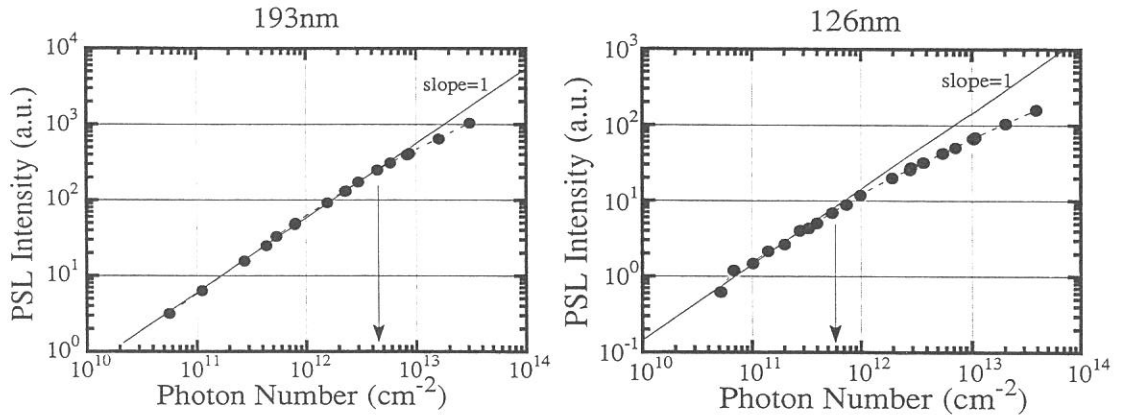 193nm
PSL Intensity (a.u.)
10^4
10^3
10^2
10^1
10^0
slope=1
10^10
10^11
10^12
10^13
10^14
Photon Number (cm^-2)
126nm
PSL Intensity (a.u.)
10^3
10^2
10^1
10^0
10^-1
slope=1
10^10
10^11
10^12
10^13
10^14
Photon Number (cm^-2)